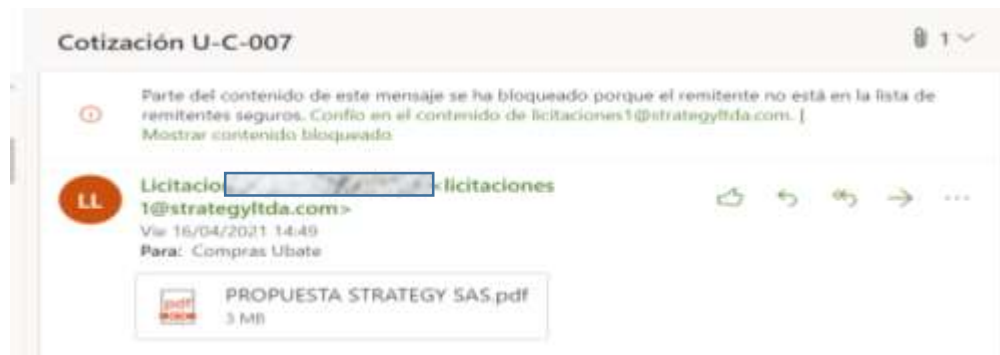 Cotización U-C-007
1
Parte del contenido de este mensaje se ha bloqueado porque el remitente no está en la lista de
remitentes seguros. Confío en el contenido de licitaciones1@strategyltda.com. |
Mostrar contenido bloqueado
LL
Licitacion <licitaciones
1@strategyltda.com>
Vie 16/04/2021 14:49
Para: Compras Ubate
pdf
PROPUESTA STRATEGY SAS.pdf
3 MB